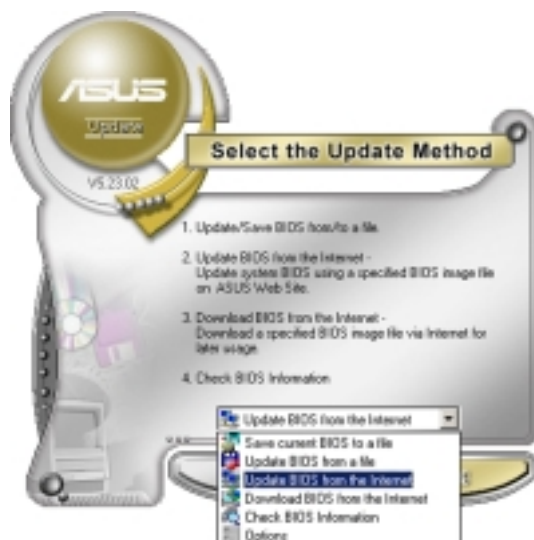 ASUS
Update
V5.23.02
Select the Update Method
1. Update/Save BIOS from/to a file.
2. Update BIOS from the Internet -
Update system BIOS using a specified BIOS image file
on ASUS Web Site.
3. Download BIOS from the Internet -
Download a specified BIOS image file via Internet for
later usage.
4. Check BIOS Information
Update BIOS from the Internet
Save current BIOS to a file
Update BIOS from a file
Update BIOS from the Internet
Download BIOS from the Internet
Check BIOS Information
Options